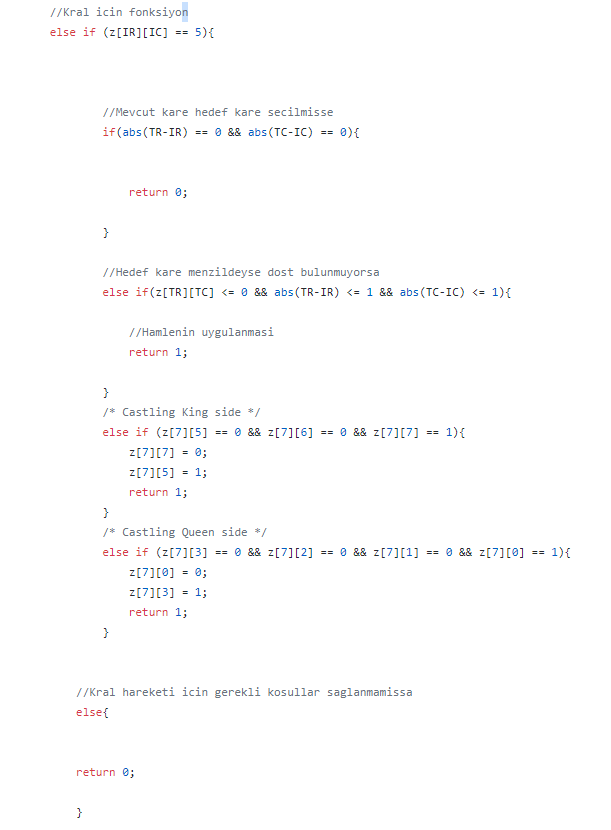 //Kral icin fonksiyon
else if (z[IR][IC] == 5){
//Mevcut kare hedef kare secilmisse
if(abs(TR-IR) == 0 && abs(TC-IC) == 0){
return 0;
}
//Hedef kare menzildeyse dost bulunmuyorsa
else if(z[TR][TC] <= 0 && abs(TR-IR) <= 1 && abs(TC-IC) <= 1){
//Hamlenin uygulanmasi
return 1;
}
/* Castling King side */
else if (z[7][5] == 0 && z[7][6] == 0 && z[7][7] == 1){
z[7][7] = 0;
z[7][5] = 1;
return 1;
}
/* Castling Queen side */
else if (z[7][3] == 0 && z[7][2] == 0 && z[7][1] == 0 && z[7][0] == 1){
z[7][0] = 0;
z[7][3] = 1;
return 1;
}
//Kral hareketi icin gerekli kosullar saglanmamissa
else{
return 0;
}